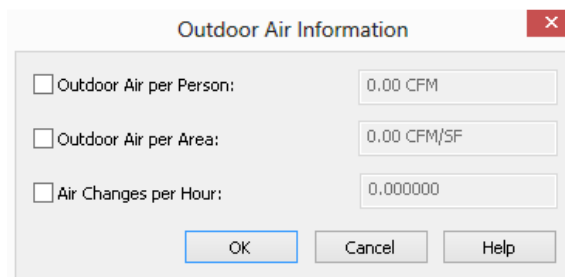 Outdoor Air Information
Outdoor Air per Person: 0.00 CFM
Outdoor Air per Area: 0.00 CFM/SF
Air Changes per Hour: 0.000000
OK Cancel Help